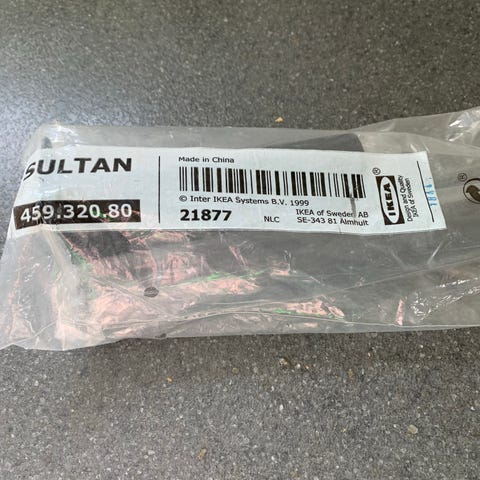 SULTAN
459.320.80
Made in China
© Inter IKEA Systems B.V. 1999
21877
NLC
IKEA of Sweden AB
SE-343 81 Älmhult
IKEA
®
Design and Quality
IKEA of Sweden